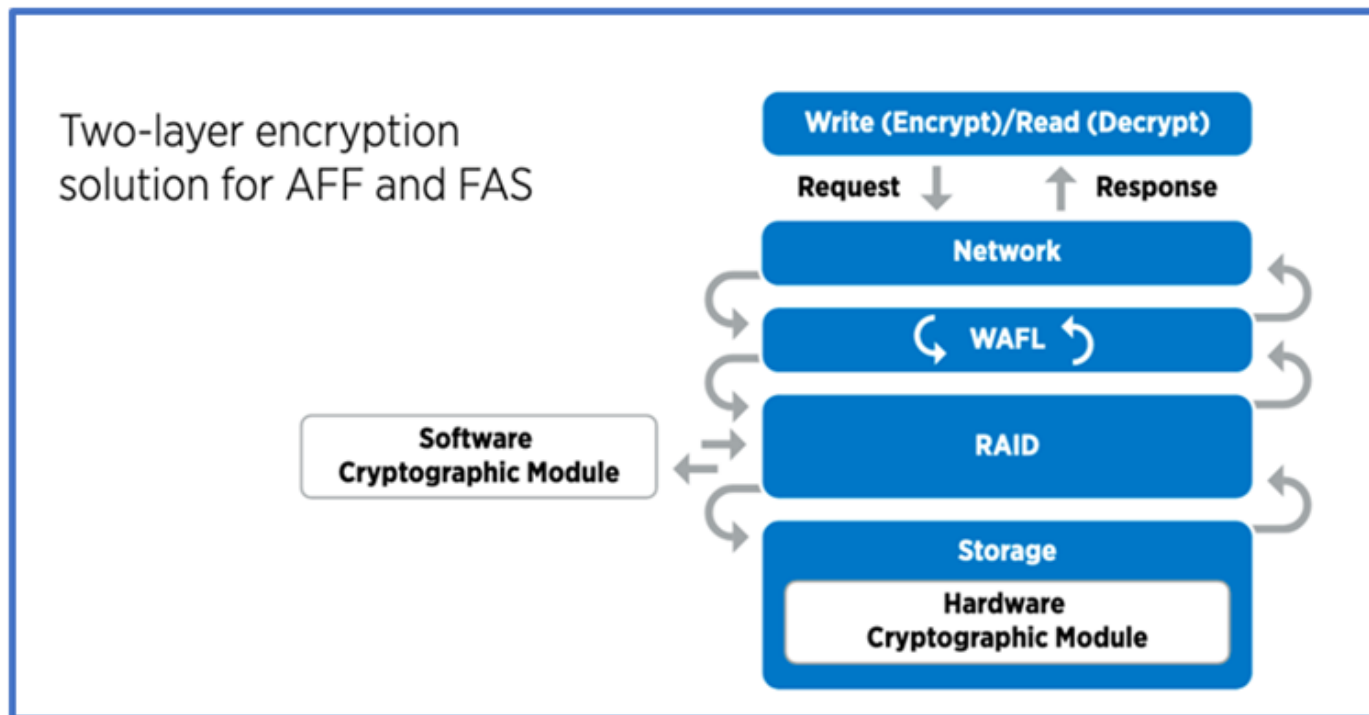 Two-layer encryption
solution for AFF and FAS
Write (Encrypt)/Read (Decrypt)
Request
Response
Network
WAFL
Software
Cryptographic Module
RAID
Storage
Hardware
Cryptographic Module